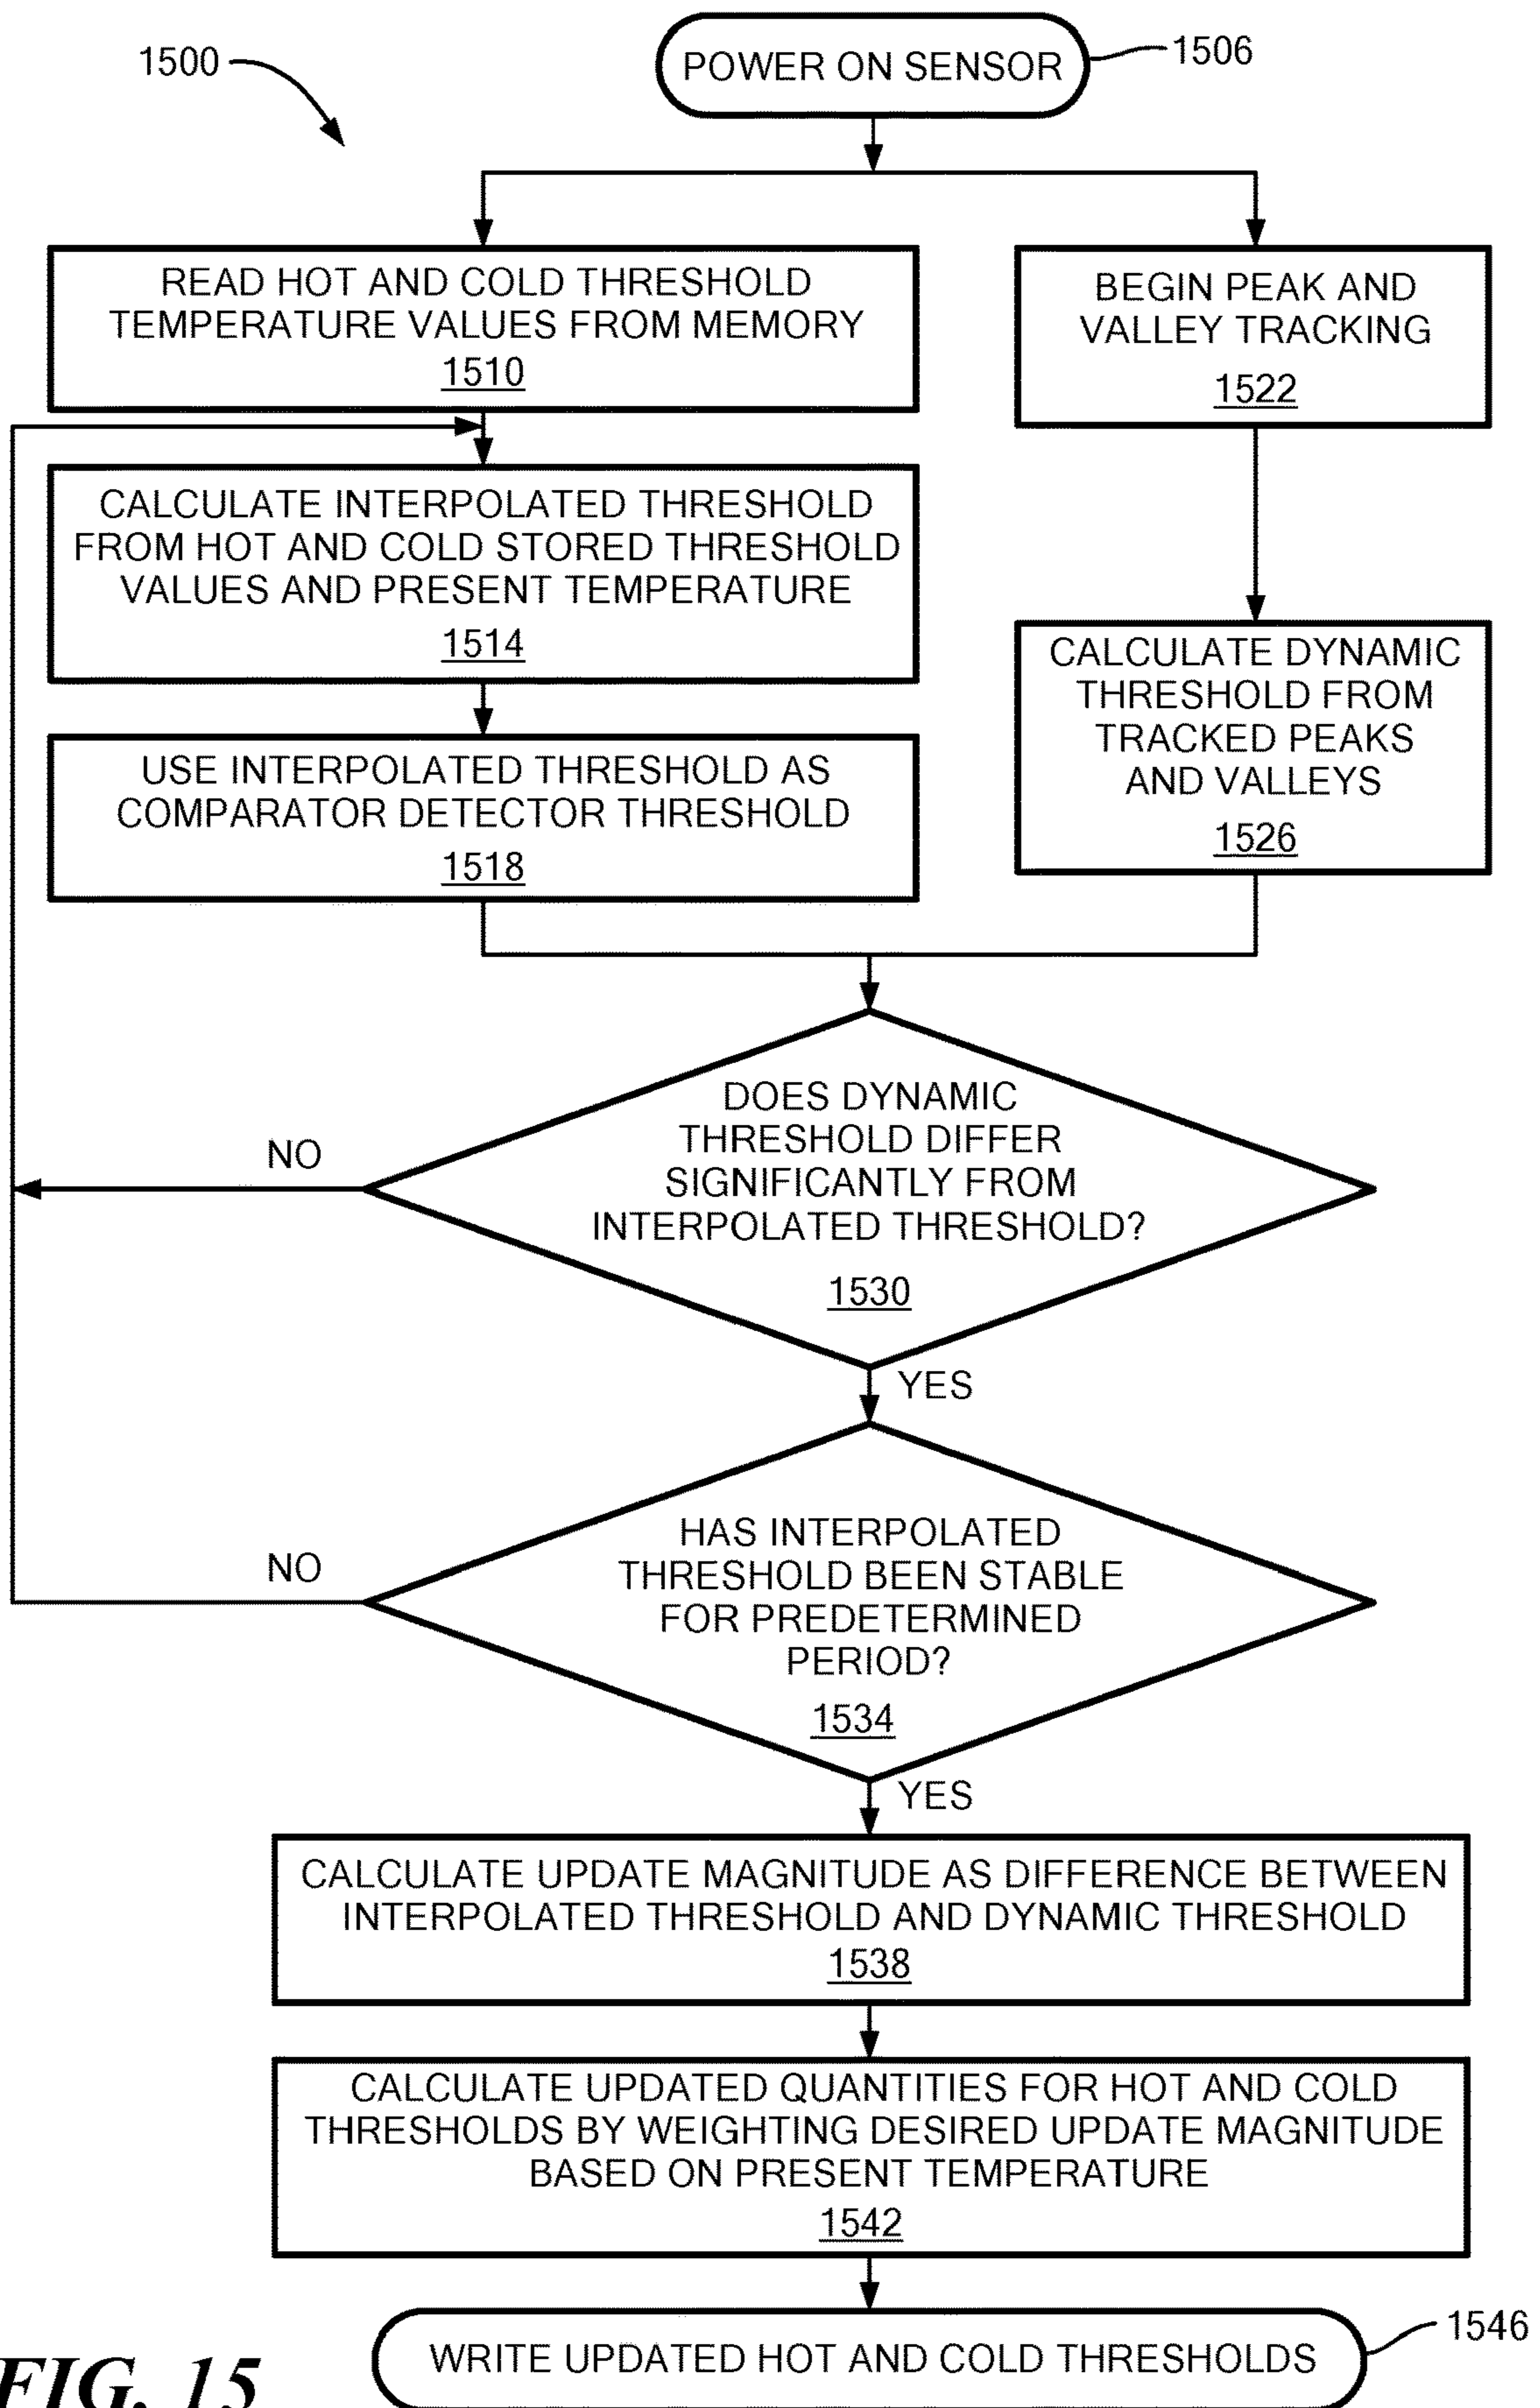 1500
POWER ON SENSOR
1506
READ HOT AND COLD THRESHOLD
TEMPERATURE VALUES FROM MEMORY
1510
BEGIN PEAK AND
VALLEY TRACKING
1522
CALCULATE INTERPOLATED THRESHOLD
FROM HOT AND COLD STORED THRESHOLD
VALUES AND PRESENT TEMPERATURE
1514
CALCULATE DYNAMIC
THRESHOLD FROM
TRACKED PEAKS
AND VALLEYS
1526
USE INTERPOLATED THRESHOLD AS
COMPARATOR DETECTOR THRESHOLD
1518
DOES DYNAMIC
THRESHOLD DIFFER
SIGNIFICANTLY FROM
INTERPOLATED THRESHOLD?
1530
NO
YES
HAS INTERPOLATED
THRESHOLD BEEN STABLE
FOR PREDETERMINED
PERIOD?
1534
NO
YES
CALCULATE UPDATE MAGNITUDE AS DIFFERENCE BETWEEN
INTERPOLATED THRESHOLD AND DYNAMIC THRESHOLD
1538
CALCULATE UPDATED QUANTITIES FOR HOT AND COLD
THRESHOLDS BY WEIGHTING DESIRED UPDATE MAGNITUDE
BASED ON PRESENT TEMPERATURE
1542
WRITE UPDATED HOT AND COLD THRESHOLDS
1546
FIG. 15